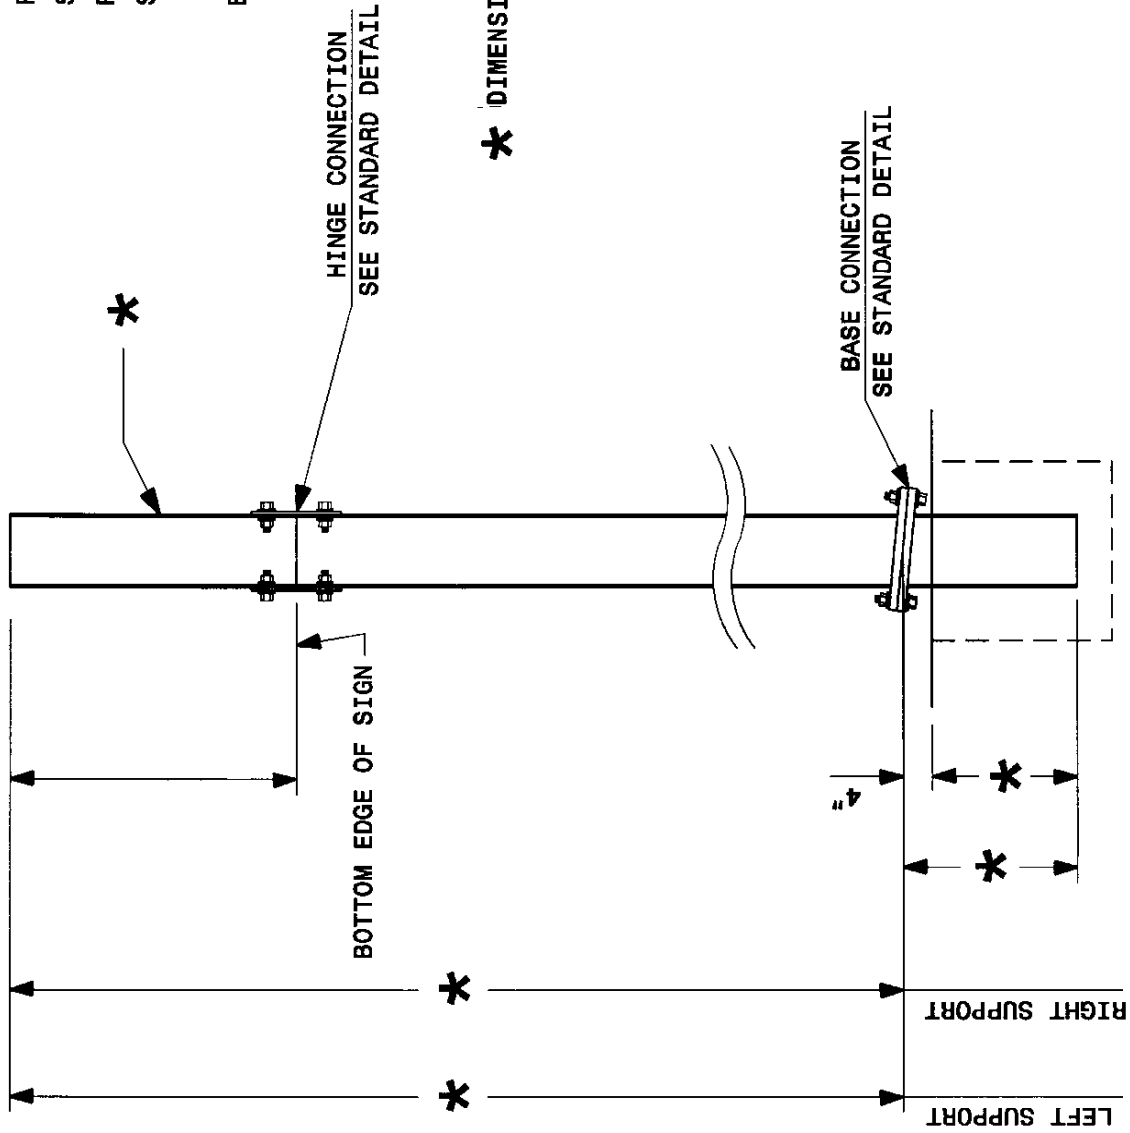 HINGE CONNECTION
SEE STANDARD DETAIL
* DIMENSI
*
BASE CONNECTION
SEE STANDARD DETAIL
BOTTOM EDGE OF SIGN
4"
*
*
*
RIGHT SUPPORT
*
LEFT SUPPORT